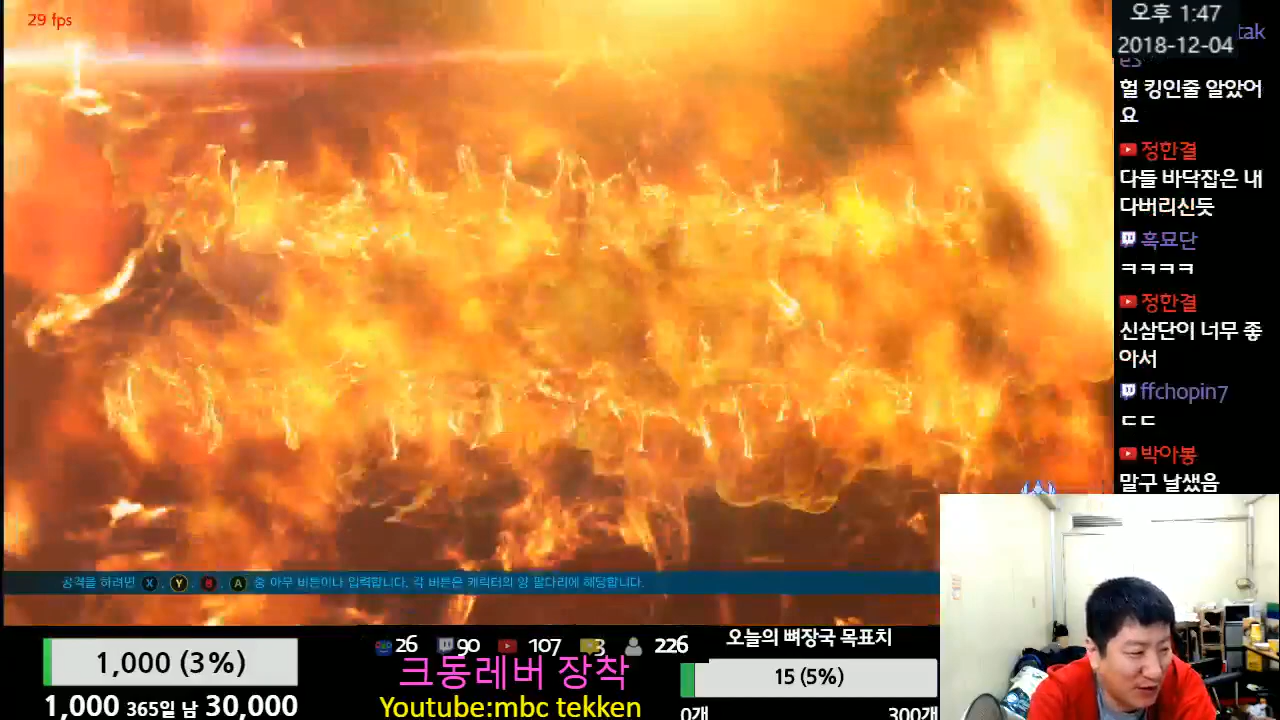 29 fps
오후 1:47
2018-12-04
tak
es
헐 킹인줄 알았어
요
정한결
다들 바닥잡은 내
다버리신듯
흑묘단
ㅋㅋㅋㅋ
정한결
신삼단이 너무 좋
아서
ffchopin7
ㄷㄷ
박아봉
말구 날샜음
공격을 하려면 X, Y, B, A 중 아무 버튼이나 입력합니다. 각 버튼은 캐릭터의 양 팔다리에 해당합니다.
1,000 (3%)
1,000 365일 남 30,000
26 90 107 3 226
크동레버 장착
Youtube:mbc tekken
오늘의 뼈장국 목표치
15 (5%)
0개 300개